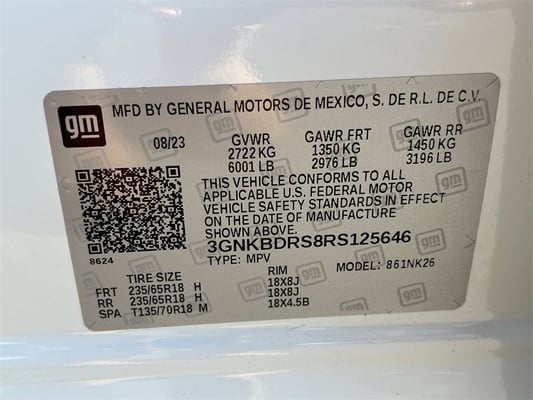 gm MFD BY GENERAL MOTORS DE MEXICO, S. DE R.L. DE C.V.
08/23 GVWR GAWR FRT GAWR RR
2722 KG 1350 KG 1450 KG
6001 LB 2976 LB 3196 LB
THIS VEHICLE CONFORMS TO ALL
APPLICABLE U.S. FEDERAL MOTOR
VEHICLE SAFETY STANDARDS IN EFFECT
ON THE DATE OF MANUFACTURE
SHOWN ABOVE.
8624 3GNKBDRS8RS125646
TYPE: MPV MODEL: 861NK26
TIRE SIZE RIM
FRT 235/65R18 H 18X8J
RR 235/65R18 H 18X8J
SPA T135/70R18 M 18X4.5B